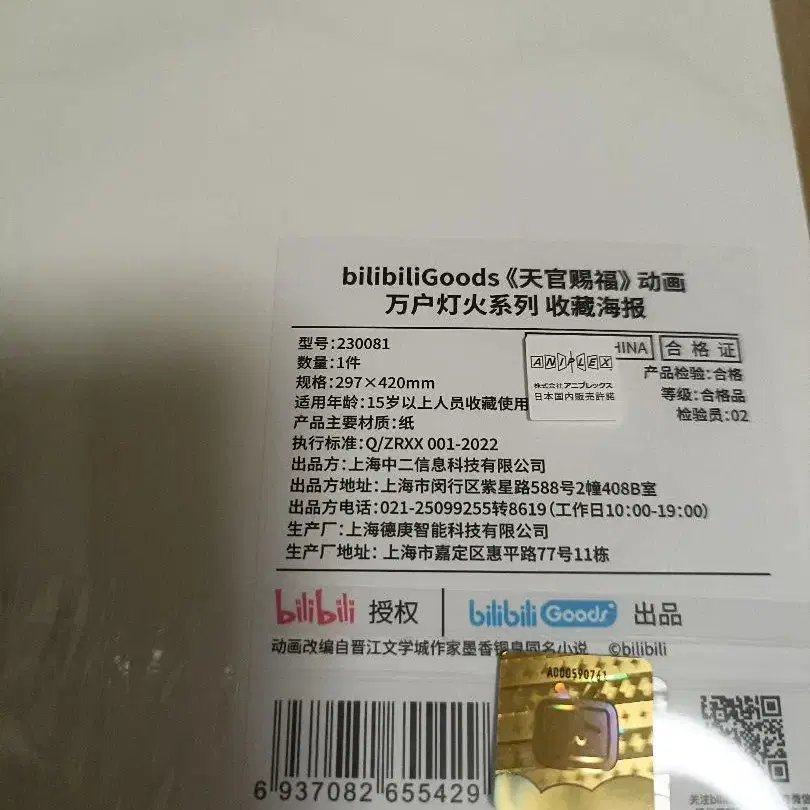 bilibiliGoods《天官赐福》动画
万户灯火系列 收藏海报
型号:230081
数量:1件
规格:297×420mm
适用年龄:15岁以上人员收藏使用
产品主要材质:纸
执行标准:Q/ZRXX 001-2022
出品方:上海中二信息科技有限公司
出品方地址:上海市闵行区紫星路588号2幢408B室
出品方电话:021-25099255转8619(工作日10:00-19:00)
生产厂:上海德庚智能科技有限公司
生产厂地址: 上海市嘉定区惠平路77号11栋
HINA 合格证
产品检验:合格
等级:合格品
检验员:02
ANIPLEX
株式会社アニプレックス
日本国内販売許諾
bilibili 授权 bilibili Goods 出品
动画改编自晋江文学城作家墨香铜臭同名小说 ©bilibili
6 937082 655429
关注bili